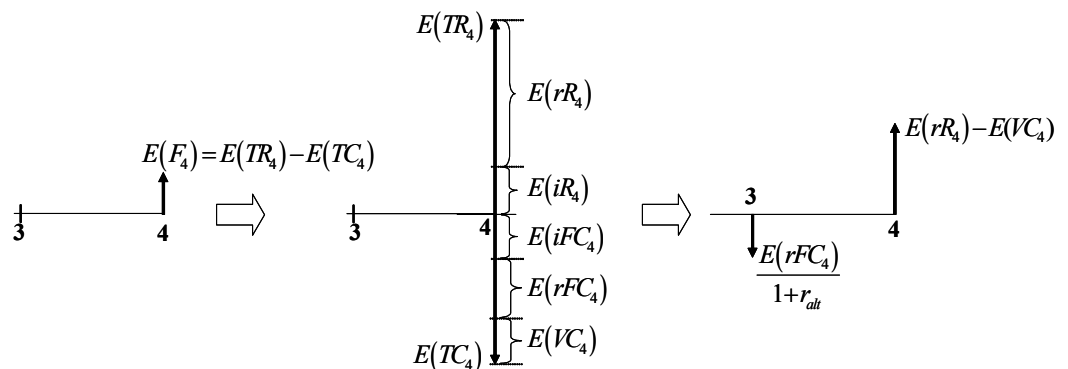 E(F₄)=E(TR₄)−E(TC₄)
3
4
E(TR₄)
E(rR₄)
E(iR₄)
3
4
E(iFC₄)
E(rFC₄)
E(VC₄)
E(TC₄)
E(rR₄)−E(VC₄)
3
4
E(rFC₄)
1+r_alt